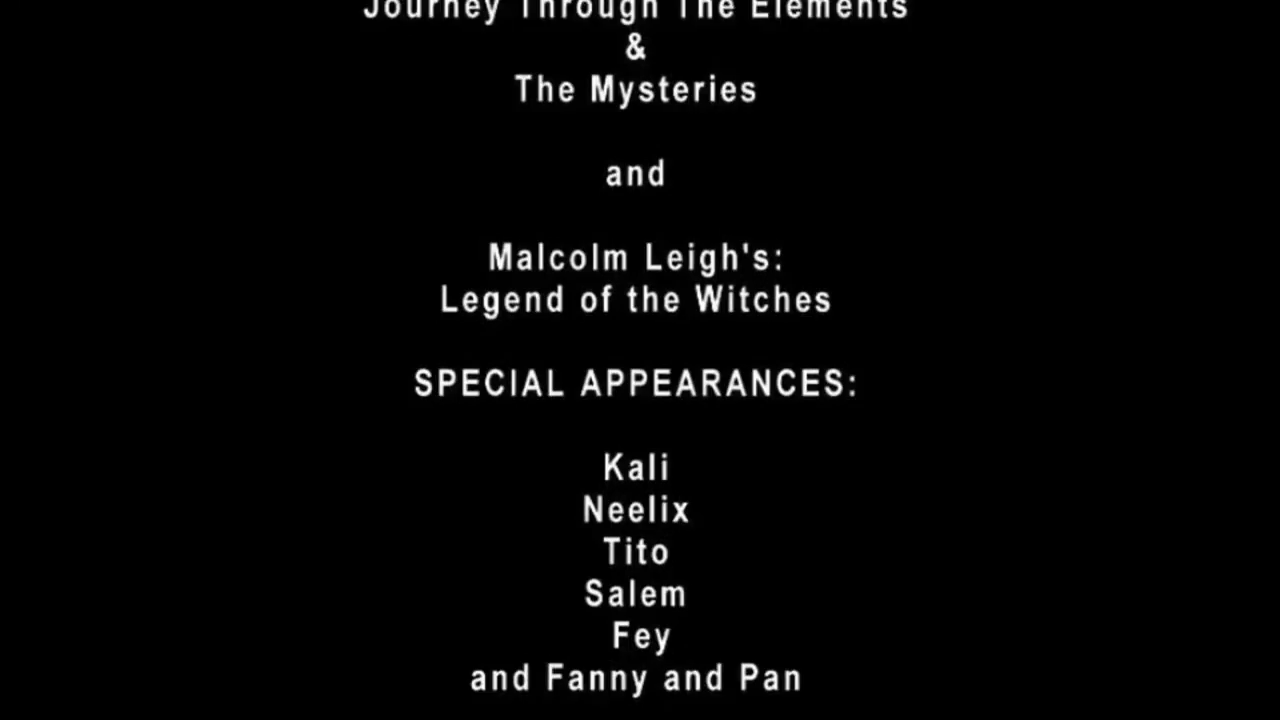 Journey Through The Elements
&
The Mysteries
and
Malcolm Leigh's:
Legend of the Witches
SPECIAL APPEARANCES:
Kali
Neelix
Tito
Salem
Fey
and Fanny and Pan